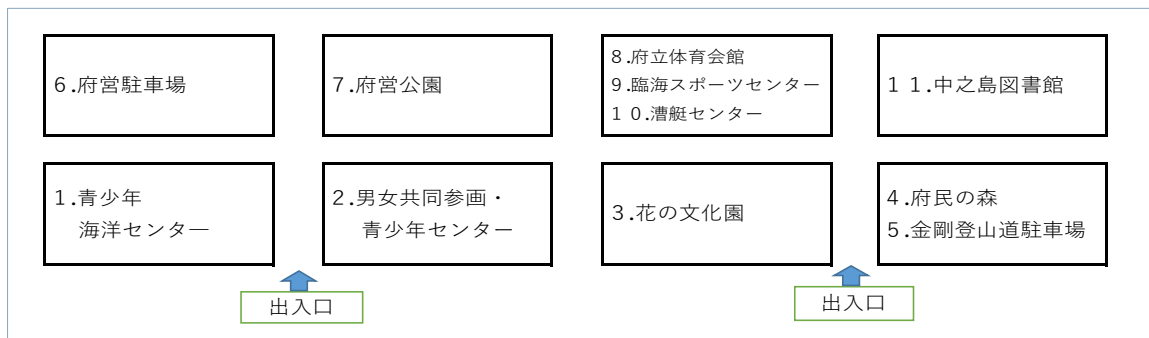 6.府営駐車場
7.府営公園
8.府立体育会館
9.臨海スポーツセンター
10.漕艇センター
11.中之島図書館
1.青少年
海洋センター
2.男女共同参画・
青少年センター
3.花の文化園
4.府民の森
5.金剛登山道駐車場
出入口
出入口